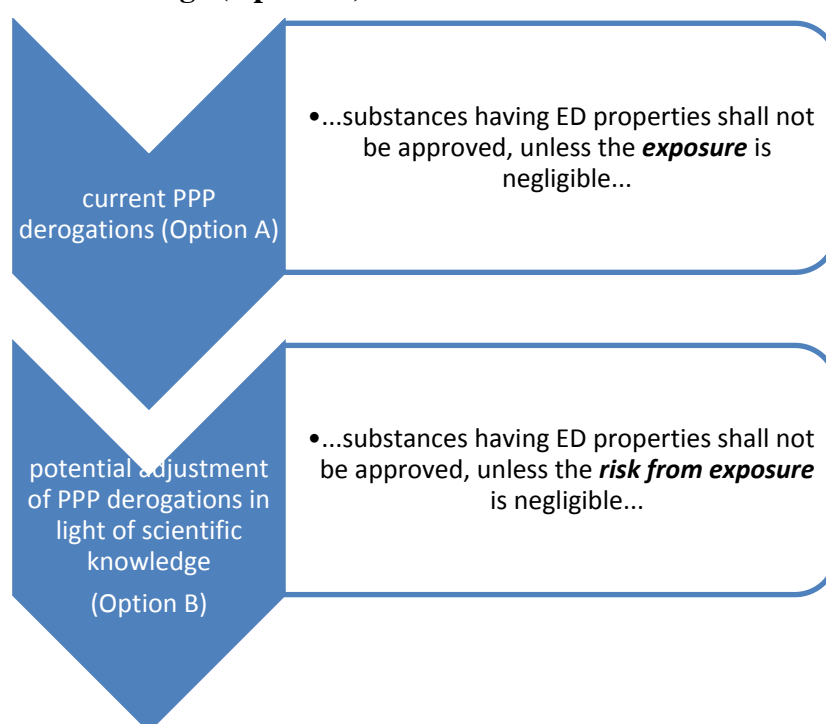 current PPP
derogations (Option A)
•...substances having ED properties shall not
be approved, unless the exposure is
negligible...
potential adjustment
of PPP derogations in
light of scientific
knowledge
(Option B)
•...substances having ED properties shall not
be approved, unless the risk from exposure
is negligible...